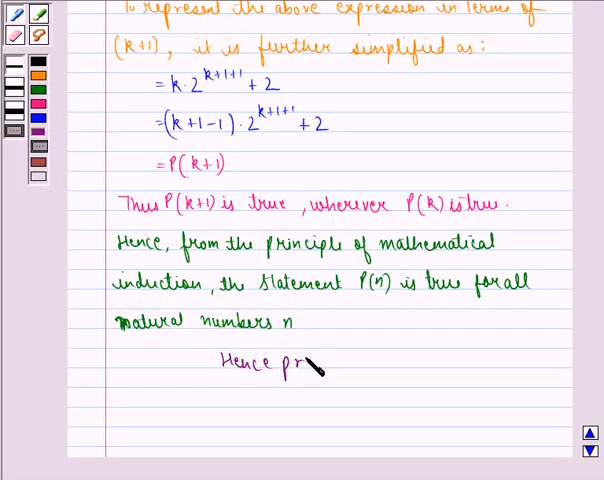 To represent the above expression in terms of
(k+1), it is further simplified as:
= k · 2^{k+1+1} + 2
= (k+1-1) · 2^{k+1+1} + 2
= P(k+1)
Thus P(k+1) is true, wherever P(k) is true.
Hence, from the principle of mathematical
induction, the statement P(n) is true for all
natural numbers n
Hence pr